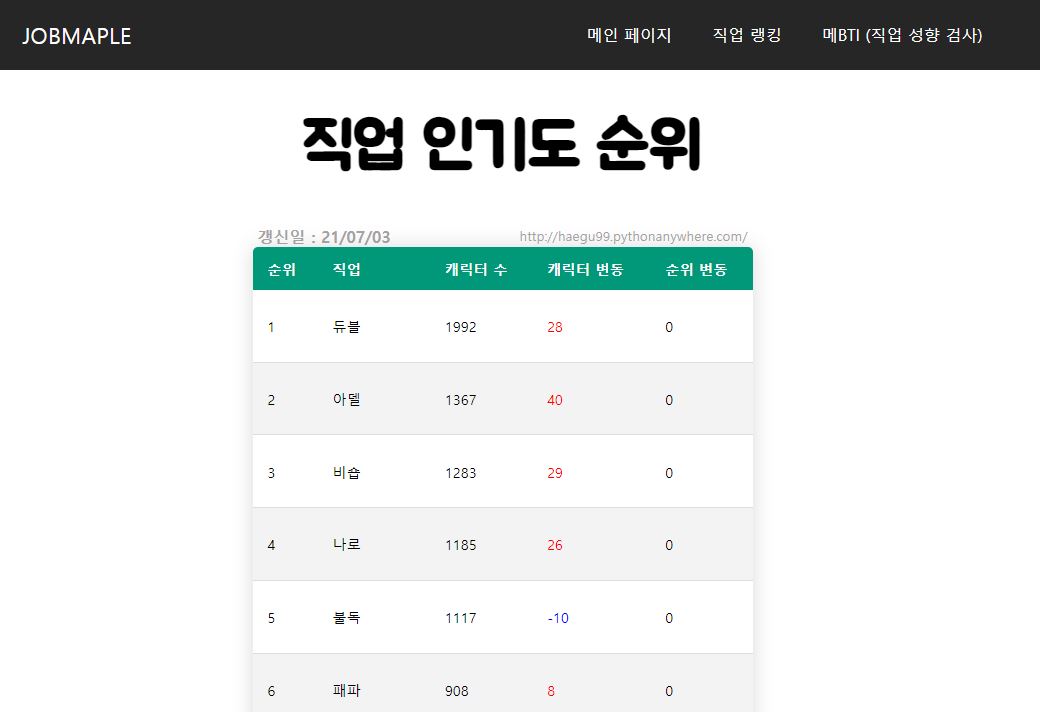 JOBMAPLE 메인 페이지 직업 랭킹 메BTI (직업 성향 검사)
직업 인기도 순위
갱신일 : 21/07/03 http://haegu99.pythonanywhere.com/
순위 직업 캐릭터 수 캐릭터 변동 순위 변동
1 듀블 1992 28 0
2 아델 1367 40 0
3 비숍 1283 29 0
4 나로 1185 26 0
5 불독 1117 -10 0
6 패파 908 8 0